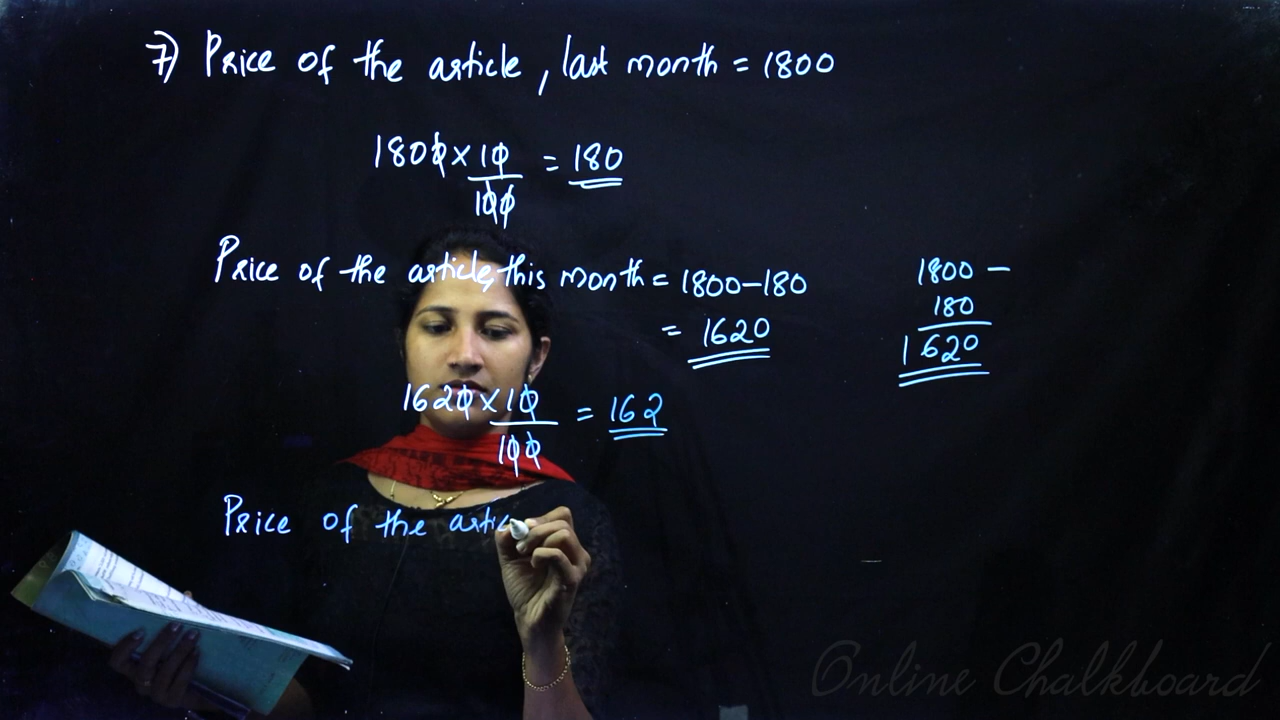 7) Price of the article, last month = 1800
1800 × 10/100 = 180
Price of the article, this month = 1800 - 180
= 1620
1800 -
180
1620
1620 × 10/100 = 162
Price of the artic
Online Chalkboard